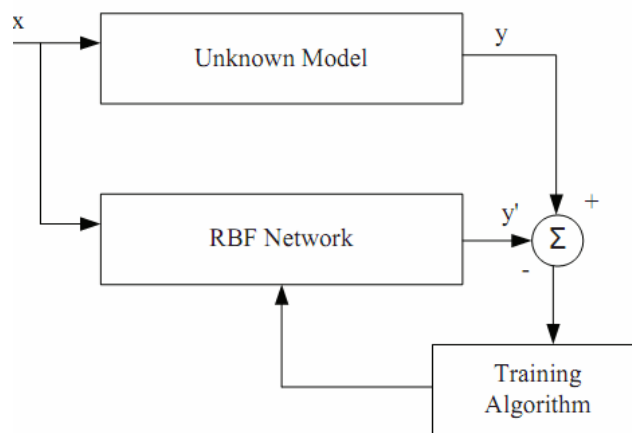 x
Unknown Model
y
+
RBF Network
y'
Σ
-
Training
Algorithm